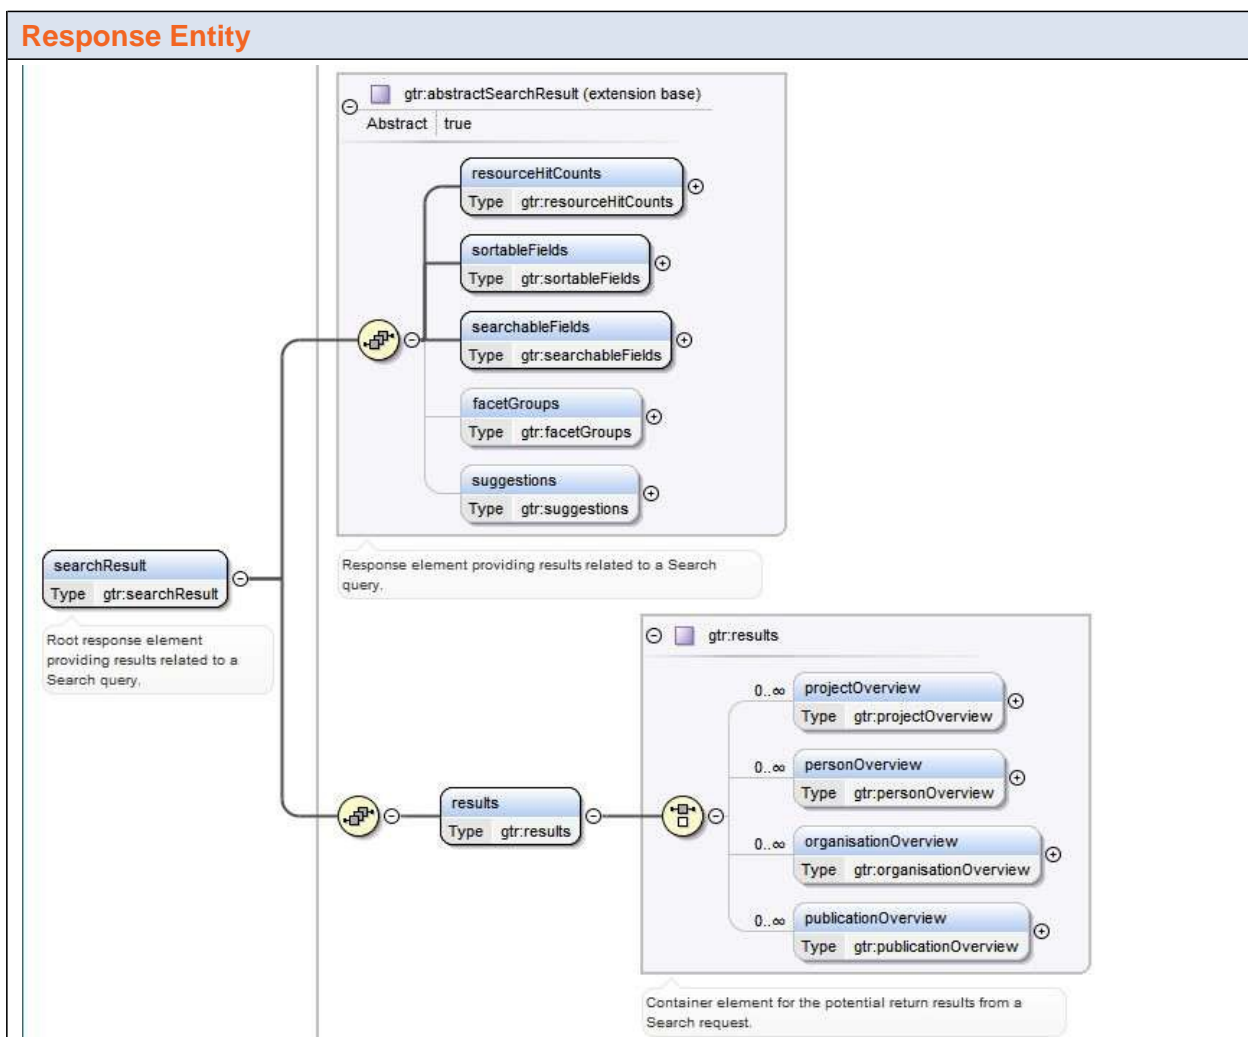 Response Entity
gtr:abstractSearchResult (extension base)
Abstract true
resourceHitCounts
Type gtr:resourceHitCounts
sortableFields
Type gtr:sortableFields
searchableFields
Type gtr:searchableFields
facetGroups
Type gtr:facetGroups
suggestions
Type gtr:suggestions
Response element providing results related to a Search
query.
searchResult
Type gtr:searchResult
Root response element
providing results related to a
Search query.
gtr:results
0..∞ projectOverview
Type gtr:projectOverview
0..∞ personOverview
Type gtr:personOverview
results
Type gtr:results
0..∞ organisationOverview
Type gtr:organisationOverview
0..∞ publicationOverview
Type gtr:publicationOverview
Container element for the potential return results from a
Search request.